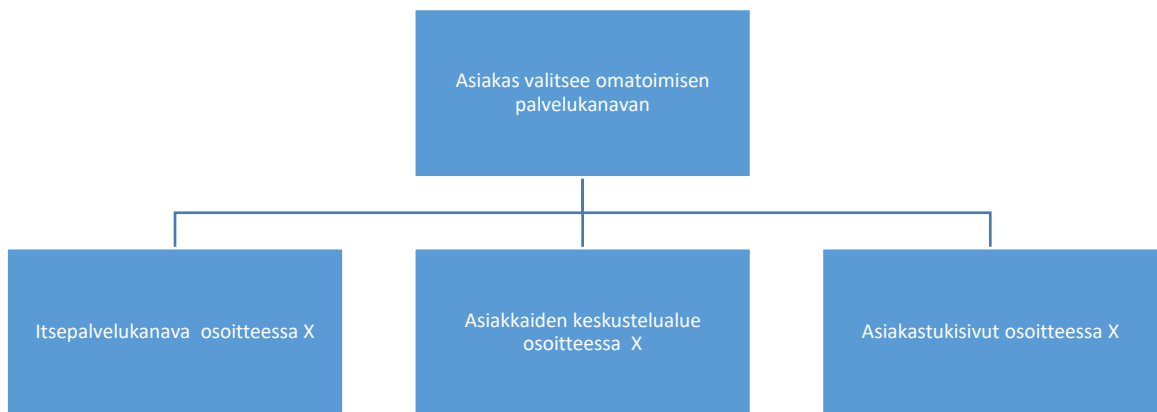 Asiakas valitsee omatoimisen
palvelukanavan
Itsepalvelukanava  osoitteessa X
Asiakkaiden keskustelualue
osoitteessa  X
Asiakastukisivut osoitteessa X